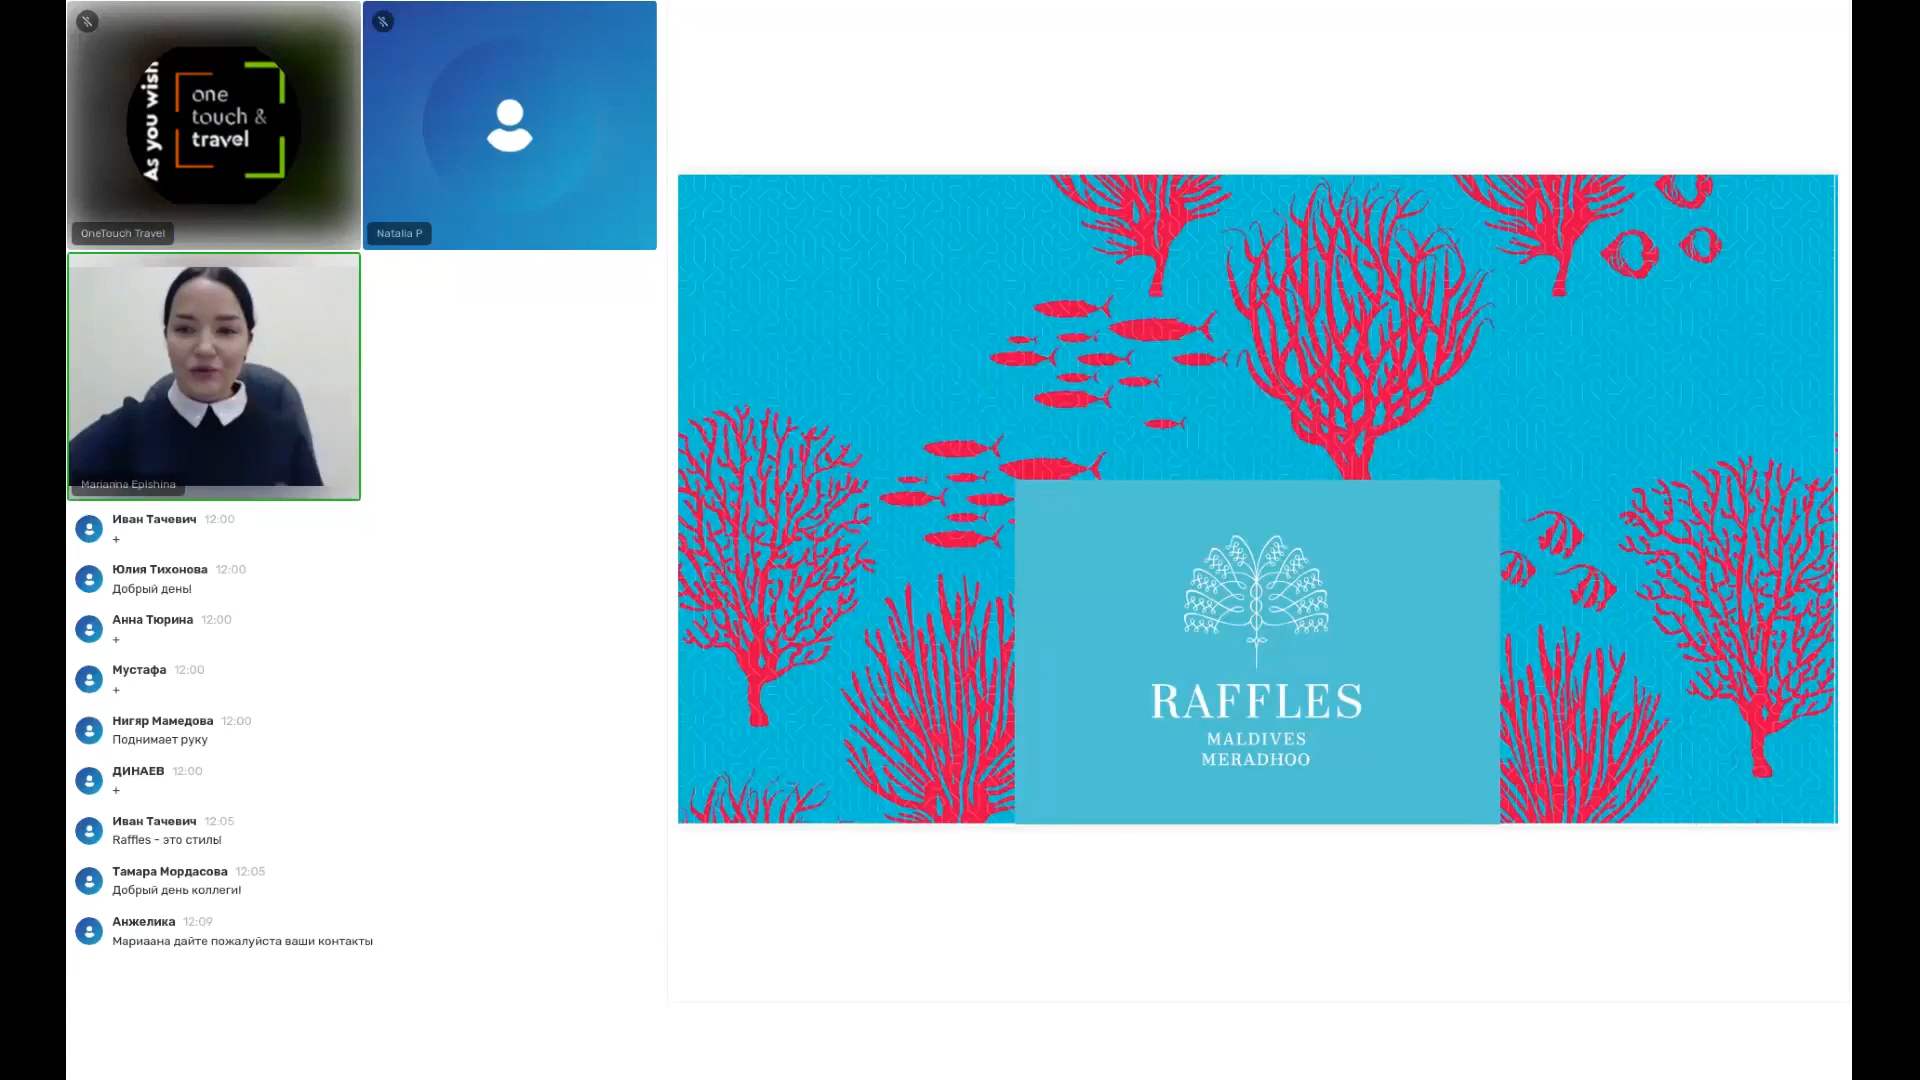 As you wish
one
touch &
travel
OneTouch Travel
Natalia P
Marianna Epishina
Иван Тачевич 12:00
+
Юлия Тихонова 12:00
Добрый день!
Анна Тюрина 12:00
+
Мустафа 12:00
+
Нигяр Мамедова 12:00
Поднимает руку
ДИНАЕВ 12:00
+
Иван Тачевич 12:05
Raffles - это стиль!
Тамара Мордасова 12:05
Добрый день коллеги!
Анжелика 12:09
Мариаана дайте пожалуйста ваши контакты
RAFFLES
MALDIVES
MERADHOO